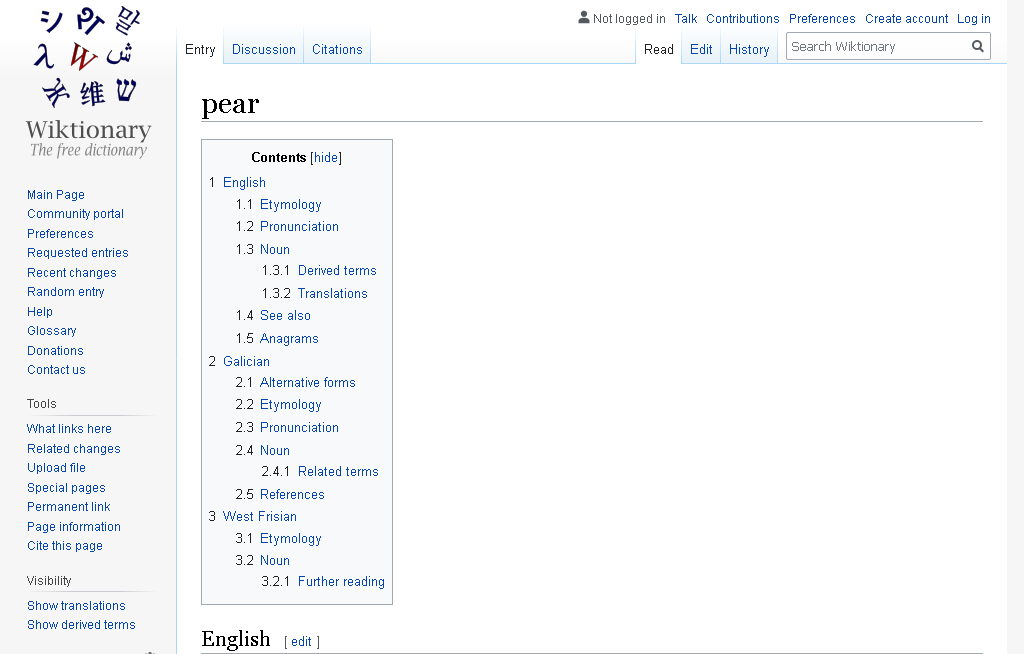 シ Р 말
λ W ش
维 ש
Wiktionary
The free dictionary
Not logged in Talk Contributions Preferences Create account Log in
Entry Discussion Citations Read Edit History Search Wiktionary
Main Page
Community portal
Preferences
Requested entries
Recent changes
Random entry
Help
Glossary
Donations
Contact us
Tools
What links here
Related changes
Upload file
Special pages
Permanent link
Page information
Cite this page
Visibility
Show translations
Show derived terms
pear
Contents [hide]
1 English
1.1 Etymology
1.2 Pronunciation
1.3 Noun
1.3.1 Derived terms
1.3.2 Translations
1.4 See also
1.5 Anagrams
2 Galician
2.1 Alternative forms
2.2 Etymology
2.3 Pronunciation
2.4 Noun
2.4.1 Related terms
2.5 References
3 West Frisian
3.1 Etymology
3.2 Noun
3.2.1 Further reading
English [ edit ]